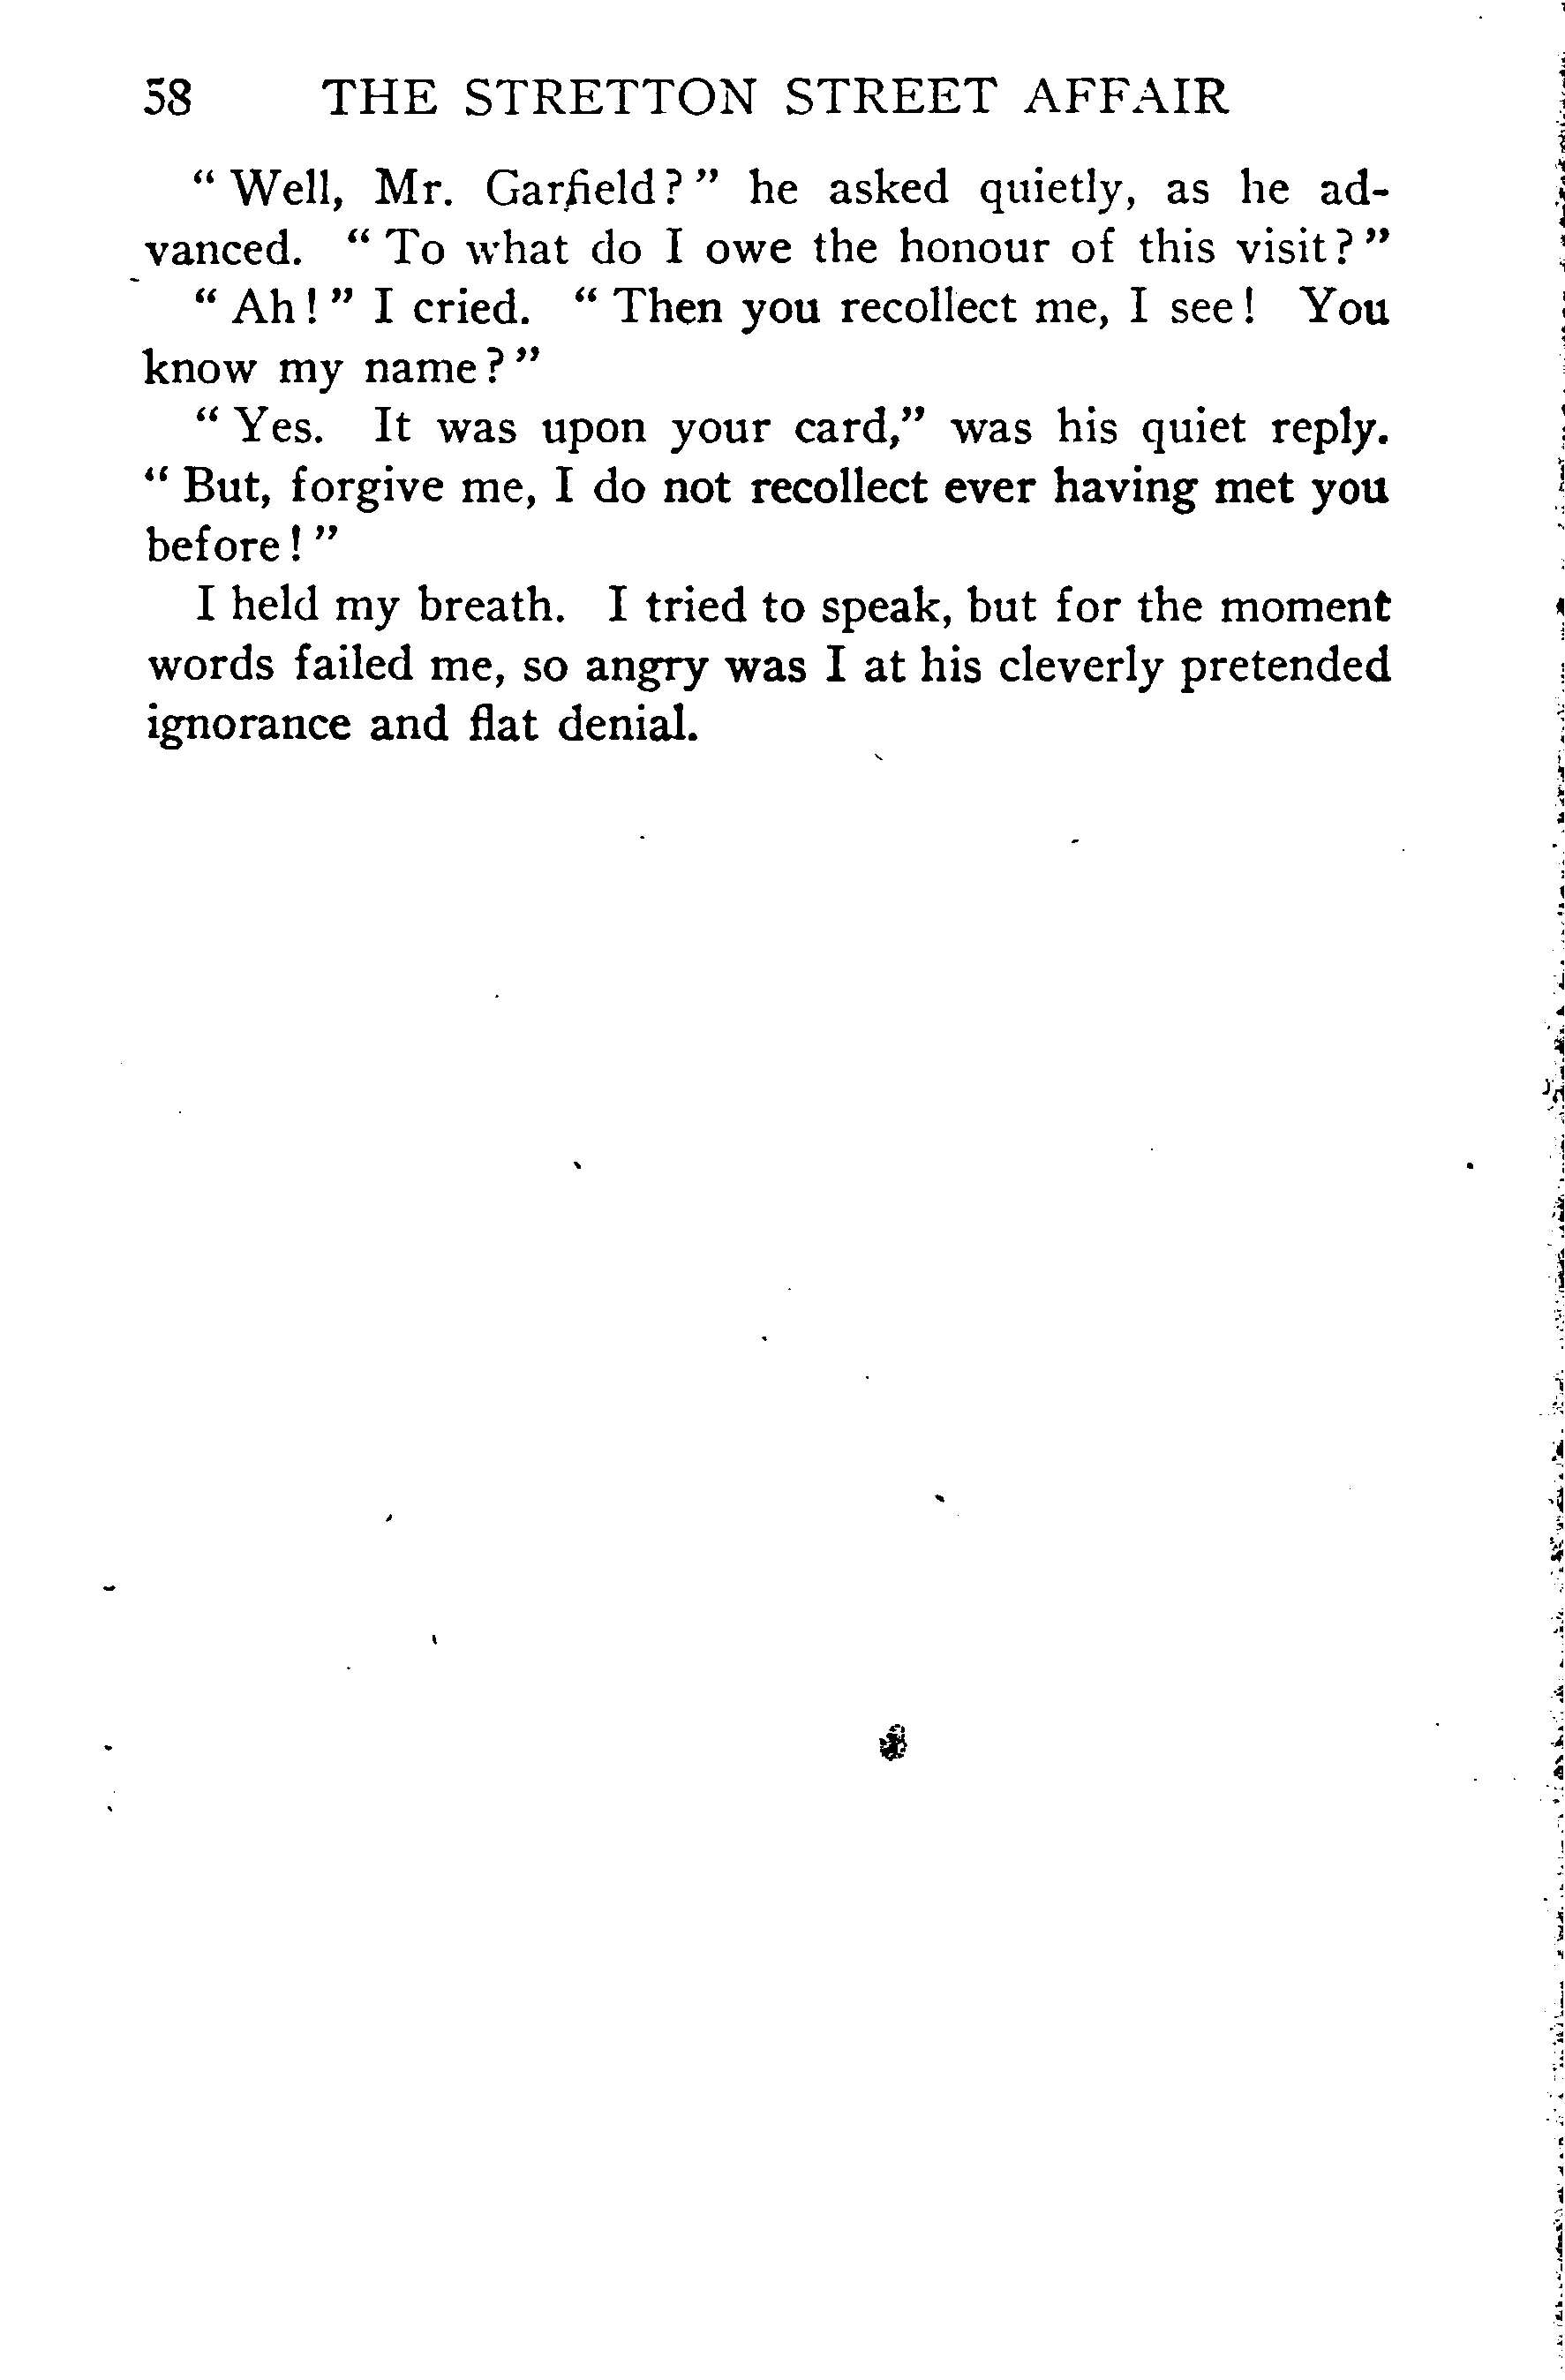 58 THE STRETTON STREET AFFAIR
“ Well, Mr. Garfield? ” he asked quietly, as he ad-
vanced. “ To what do I owe the honour of this visit? ”
“ Ah! ” I cried. “ Then you recollect me, I see! You
know my name? ”
“ Yes. It was upon your card,” was his quiet reply.
“ But, forgive me, I do not recollect ever having met you
before! ”
I held my breath. I tried to speak, but for the moment
words failed me, so angry was I at his cleverly pretended
ignorance and flat denial.